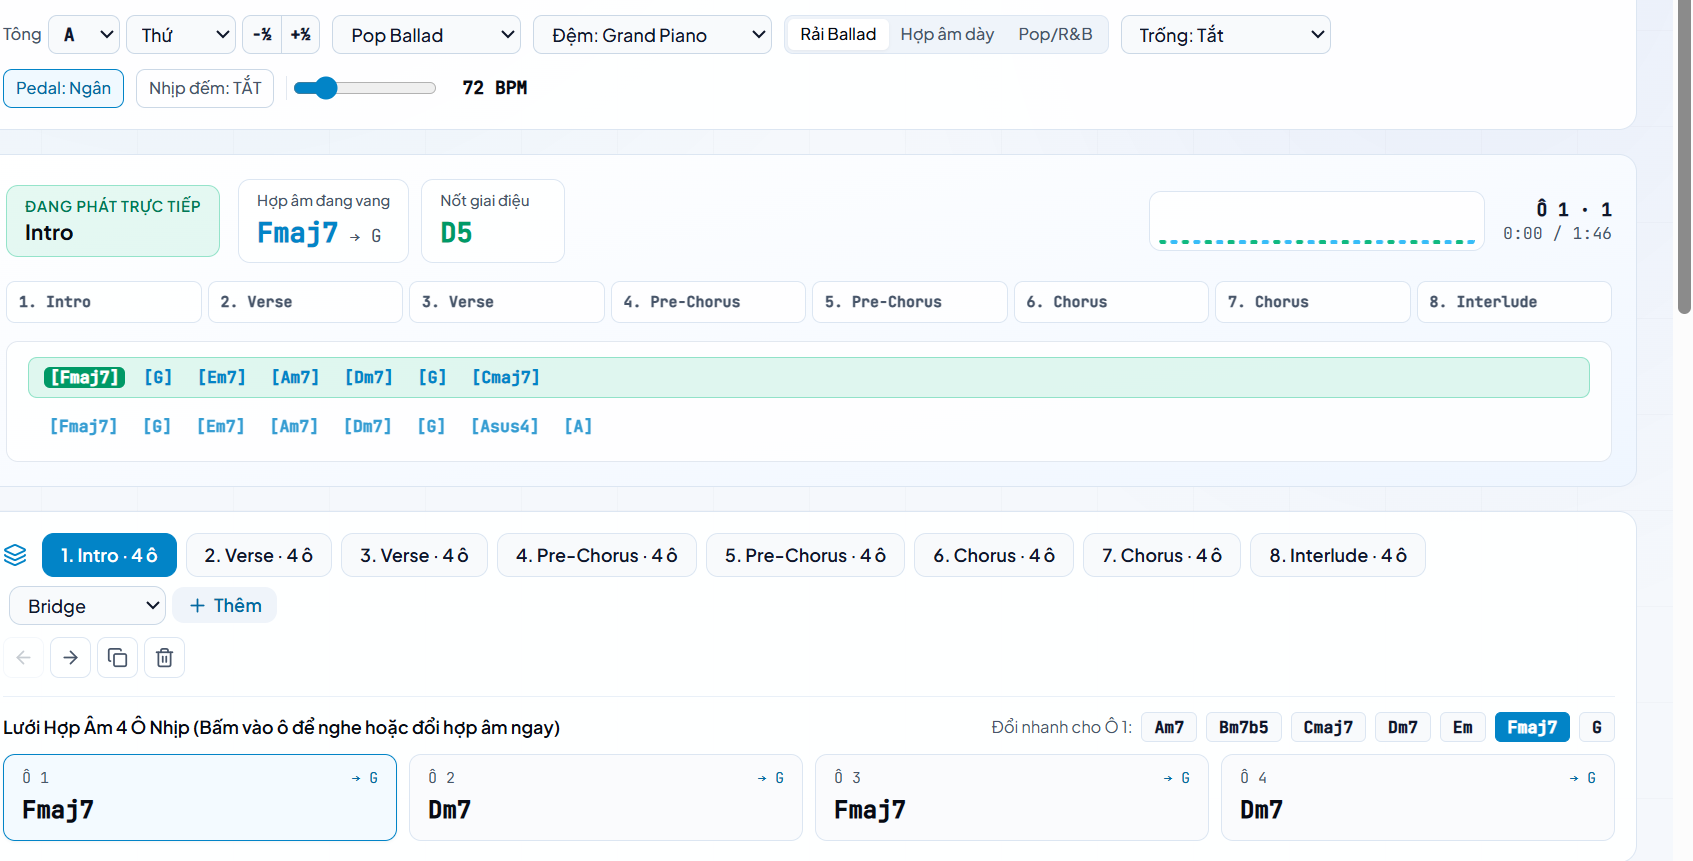 Tông A Thứ -½ +½ Pop Ballad Đệm: Grand Piano Rải Ballad Hợp âm dày Pop/R&B Trống: Tắt
Pedal: Ngân Nhịp đếm: TẮT 72 BPM
ĐANG PHÁT TRỰC TIẾP
Intro
Hợp âm đang vang
Fmaj7 → G
Nốt giai điệu
D5
Ô 1 · 1
0:00 / 1:46
1. Intro 2. Verse 3. Verse 4. Pre-Chorus 5. Pre-Chorus 6. Chorus 7. Chorus 8. Interlude
[Fmaj7] [G] [Em7] [Am7] [Dm7] [G] [Cmaj7]
[Fmaj7] [G] [Em7] [Am7] [Dm7] [G] [Asus4] [A]
1. Intro · 4 ô 2. Verse · 4 ô 3. Verse · 4 ô 4. Pre-Chorus · 4 ô 5. Pre-Chorus · 4 ô 6. Chorus · 4 ô 7. Chorus · 4 ô 8. Interlude · 4 ô
Bridge + Thêm
Lưới Hợp Âm 4 Ô Nhịp (Bấm vào ô để nghe hoặc đổi hợp âm ngay) Đổi nhanh cho Ô 1: Am7 Bm7b5 Cmaj7 Dm7 Em Fmaj7 G
Ô 1 → G Ô 2 → G Ô 3 → G Ô 4 → G
Fmaj7 Dm7 Fmaj7 Dm7